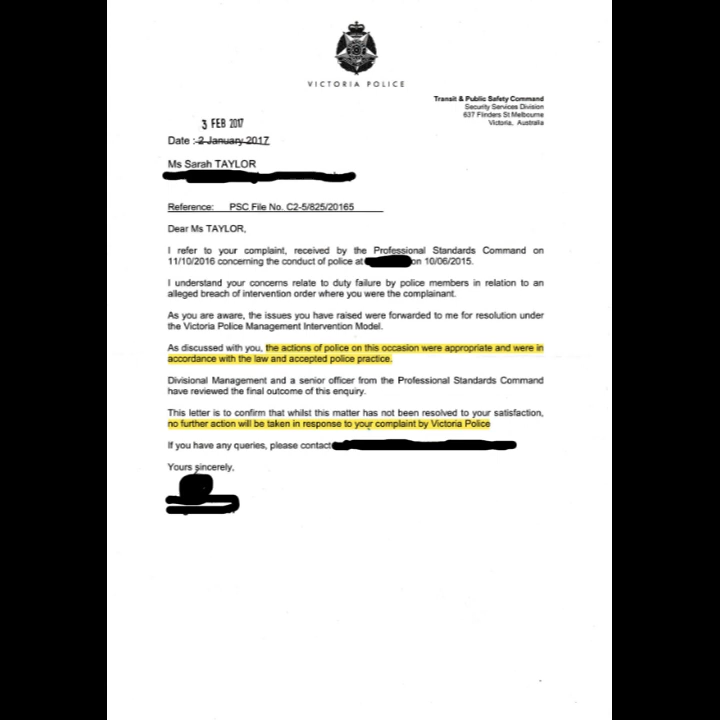 VICTORIA POLICE
Transit & Public Safety Command
Security Services Division
637 Flinders St Melbourne
Victoria, Australia
3 FEB 2017
Date : 2 January 2017
Ms Sarah TAYLOR
Reference: PSC File No. C2-5/825/20165
Dear Ms TAYLOR,
I refer to your complaint, received by the Professional Standards Command on
11/10/2016 concerning the conduct of police at on 10/06/2015.
I understand your concerns relate to duty failure by police members in relation to an
alleged breach of intervention order where you were the complainant.
As you are aware, the issues you have raised were forwarded to me for resolution under
the Victoria Police Management Intervention Model.
As discussed with you, the actions of police on this occasion were appropriate and were in
accordance with the law and accepted police practice.
Divisional Management and a senior officer from the Professional Standards Command
have reviewed the final outcome of this enquiry.
This letter is to confirm that whilst this matter has not been resolved to your satisfaction,
no further action will be taken in response to your complaint by Victoria Police
If you have any queries, please contact
Yours sincerely,